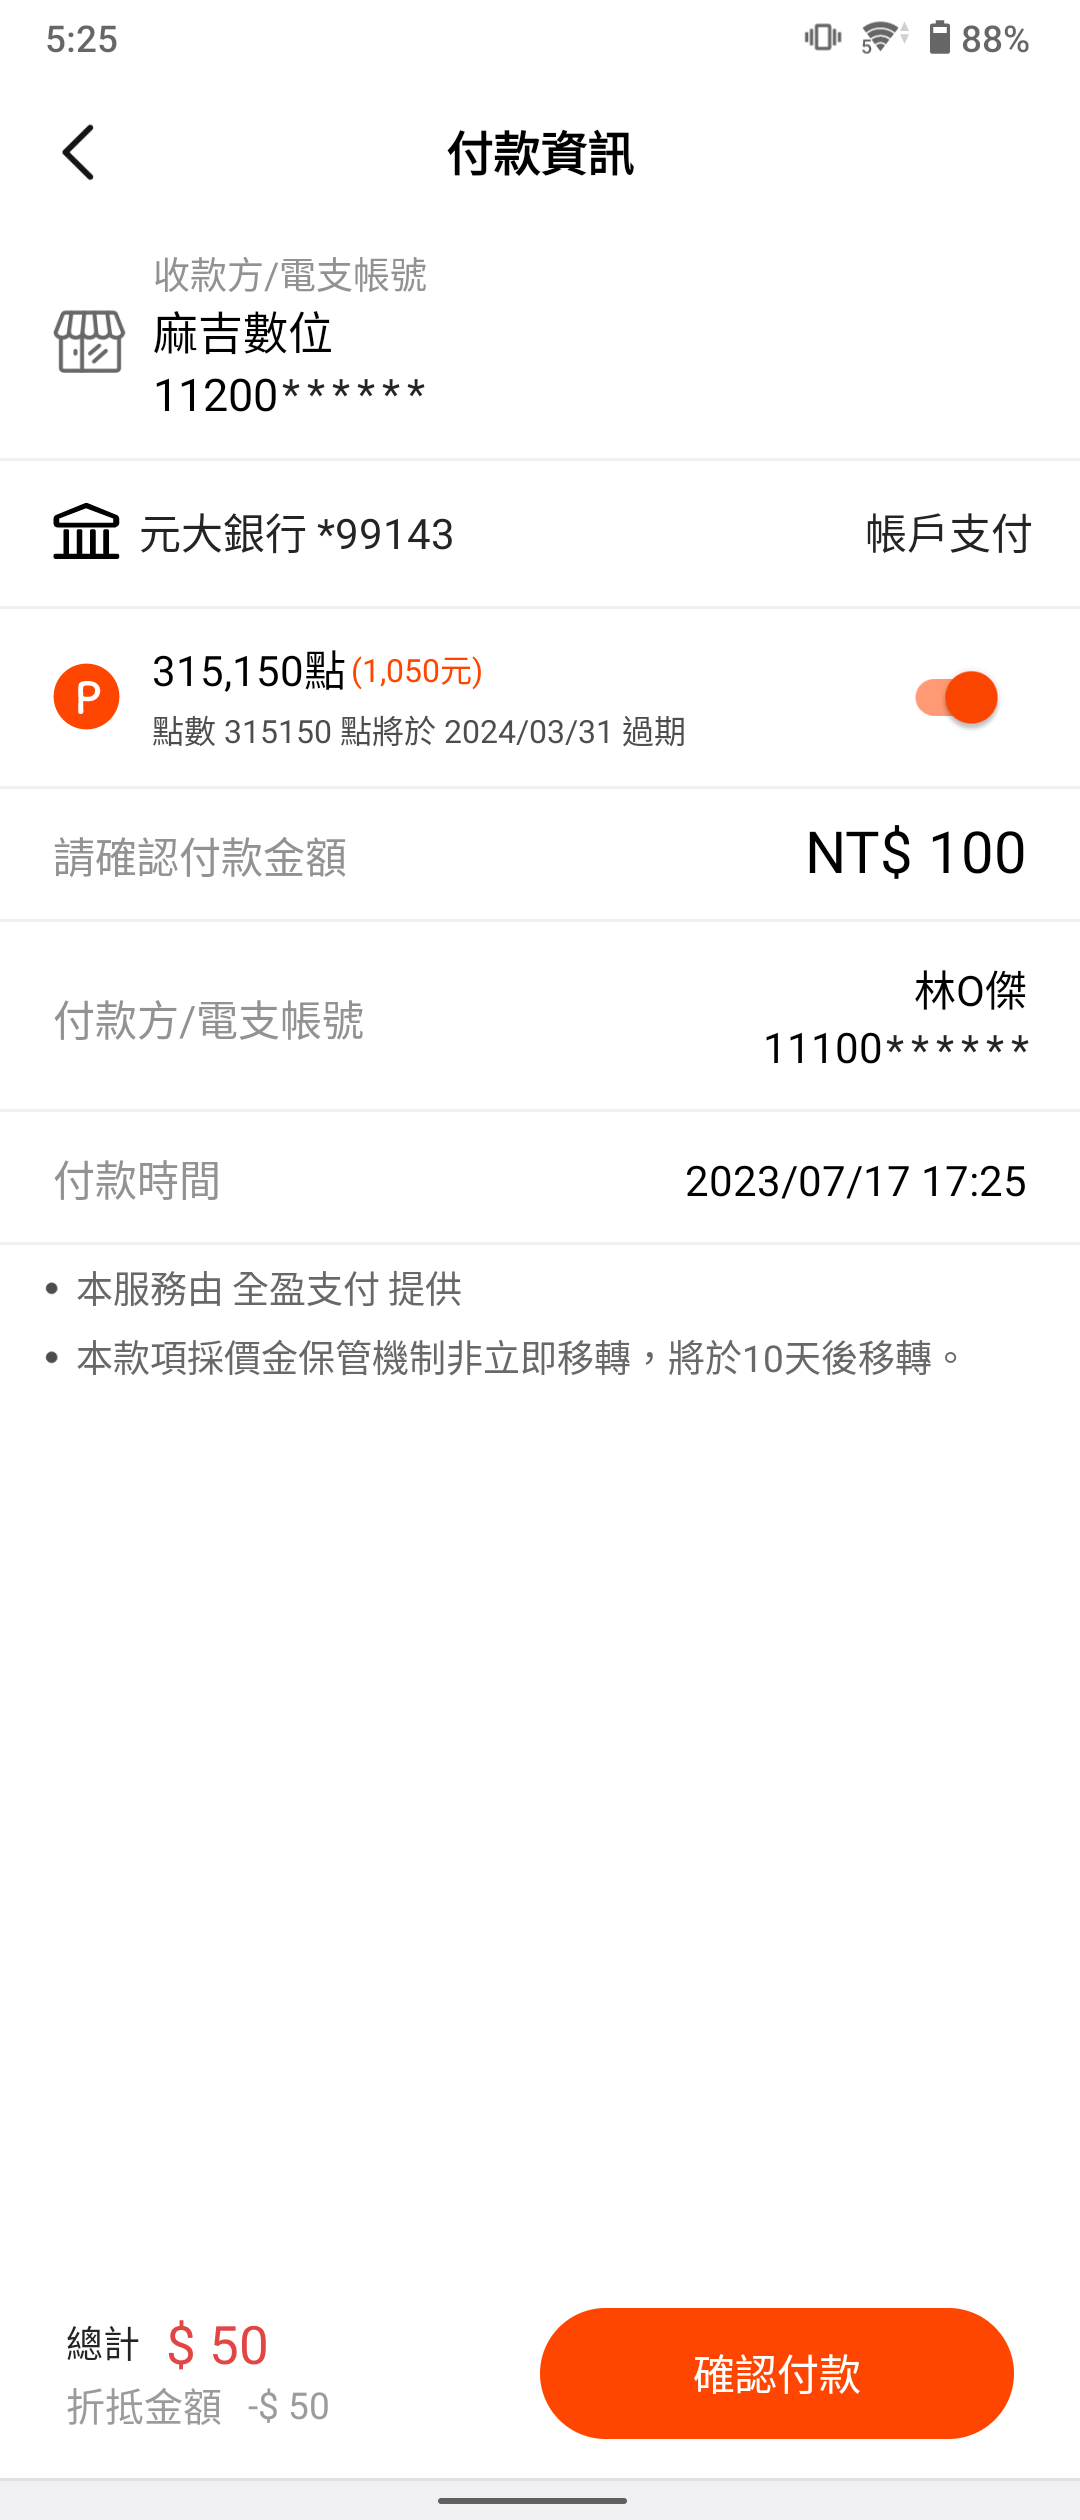 5:25
5
88%
付款資訊
收款方/電支帳號
麻吉數位
11200******
元大銀行 *99143
帳戶支付
P
315,150點(1,050元)
點數 315150 點將於 2024/03/31 過期
請確認付款金額
NT$ 100
付款方/電支帳號
林O傑
11100******
付款時間
2023/07/17 17:25
• 本服務由 全盈支付 提供
• 本款項採價金保管機制非立即移轉，將於10天後移轉。
總計 $ 50
折抵金額 -$ 50
確認付款